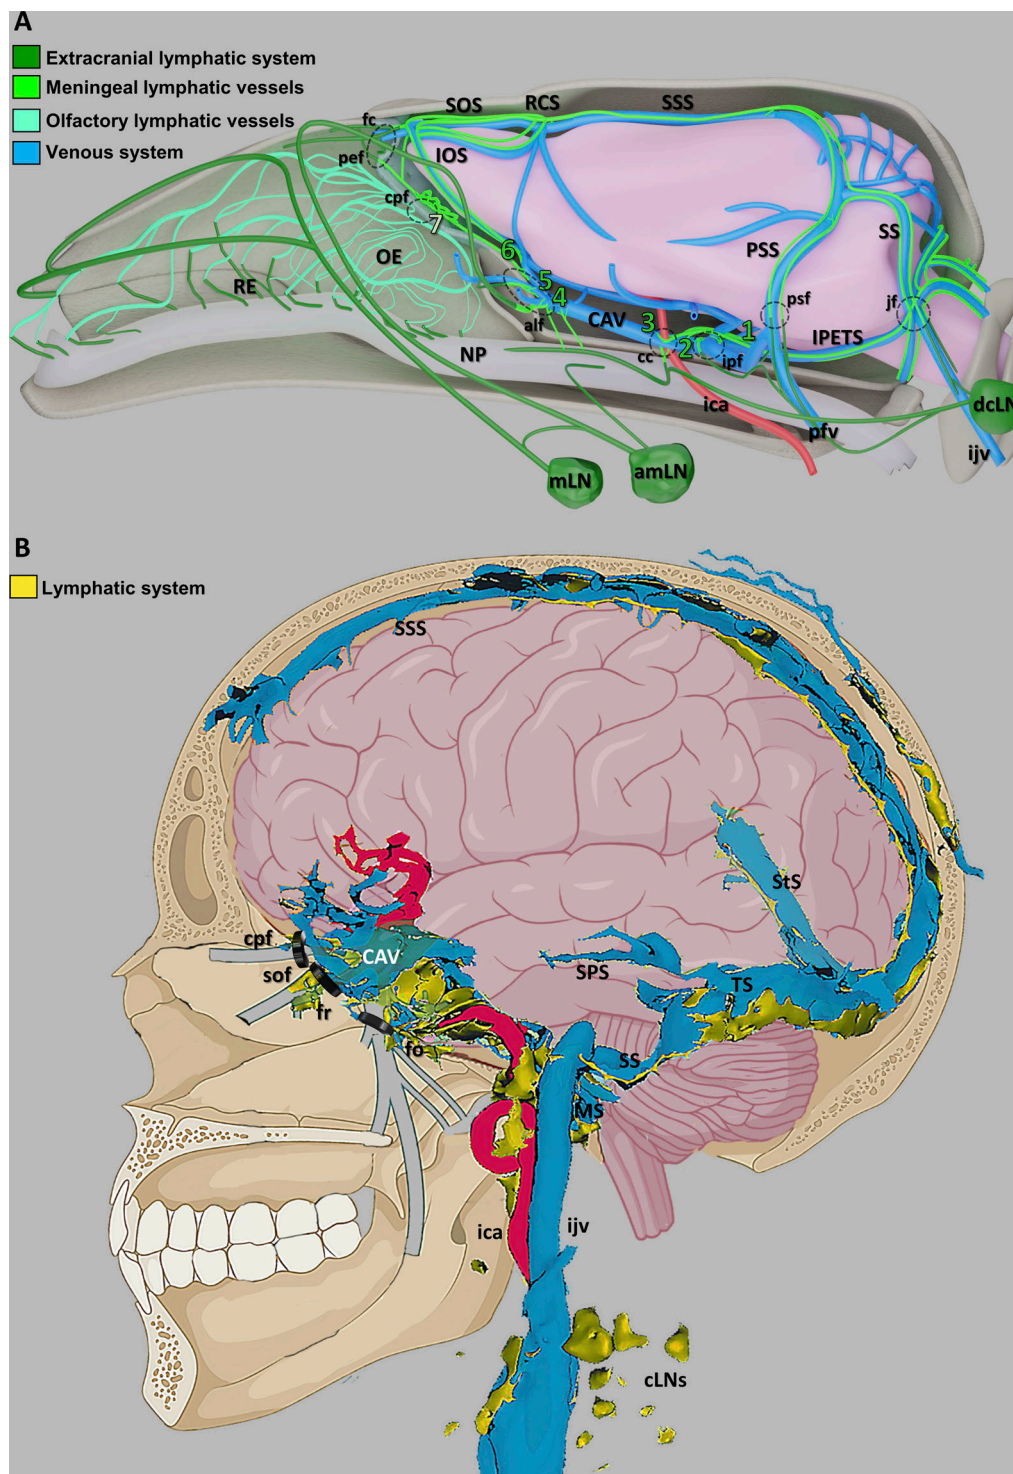 A
Extracranial lymphatic system
Meningeal lymphatic vessels
Olfactory lymphatic vessels
Venous system
SOS RCS SSS
fc
pef IOS
cpf
7
6
OE
RE
5
4
alf
CAV
3
2
1
cc
ipf
PSS
SS
psf
jf
IPETS
NP
ica
pfv
dcLN
ijv
mLN
amLN
B
Lymphatic system
SSS
StS
cpf
CAV
sof
SPS
TS
fr
fo
SS
MS
ica
ijv
cLNs